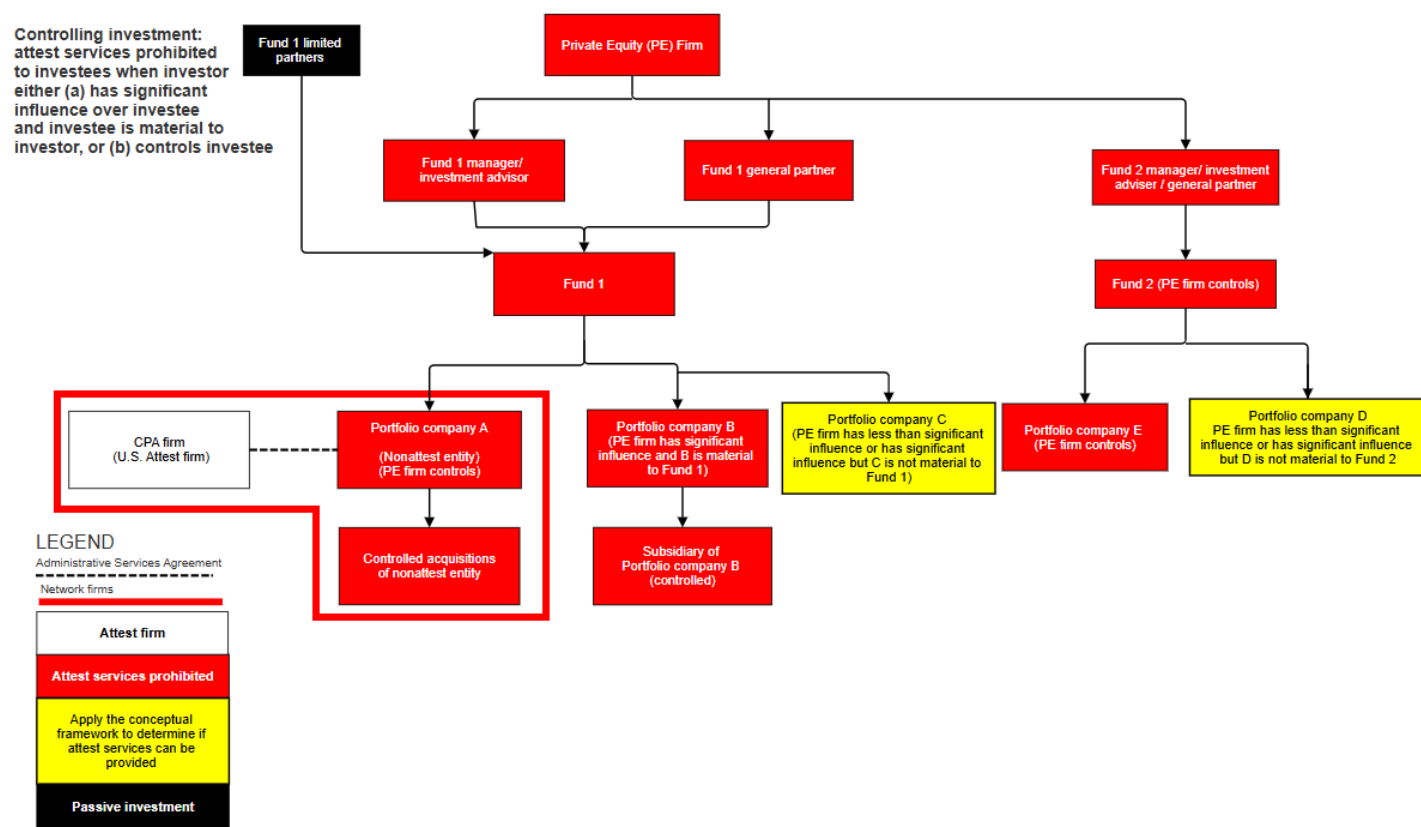 Controlling investment:
attest services prohibited
to investees when investor
either (a) has significant
influence over investee
and investee is material to
investor, or (b) controls investee
Fund 1 limited
partners
Private Equity (PE) Firm
Fund 1 manager/
investment advisor
Fund 1 general partner
Fund 2 manager/ investment
adviser / general partner
Fund 1
Fund 2 (PE firm controls)
CPA firm
(U.S. Attest firm)
Portfolio company A
(Nonattest entity)
(PE firm controls)
Portfolio company B
(PE firm has significant
influence and B is material
to Fund 1)
Portfolio company C
(PE firm has less than significant
influence or has significant
influence but C is not material to
Fund 1)
Portfolio company E
(PE firm controls)
Portfolio company D
PE firm has less than significant
influence or has significant influence
but D is not material to Fund 2
Controlled acquisitions
of nonattest entity
Subsidiary of
Portfolio company B
(controlled)
LEGEND
Administrative Services Agreement
Network firms
Attest firm
Attest services prohibited
Apply the conceptual
framework to determine if
attest services can be
provided
Passive investment